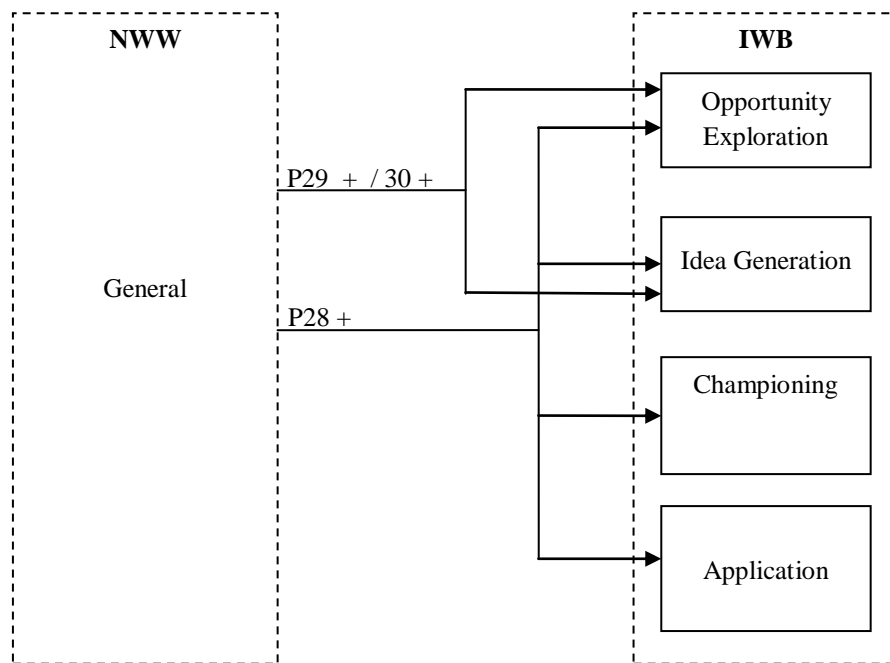 NWW
IWB
Opportunity
Exploration
P29 + / 30 +
Idea Generation
General
P28 +
Championing
Application